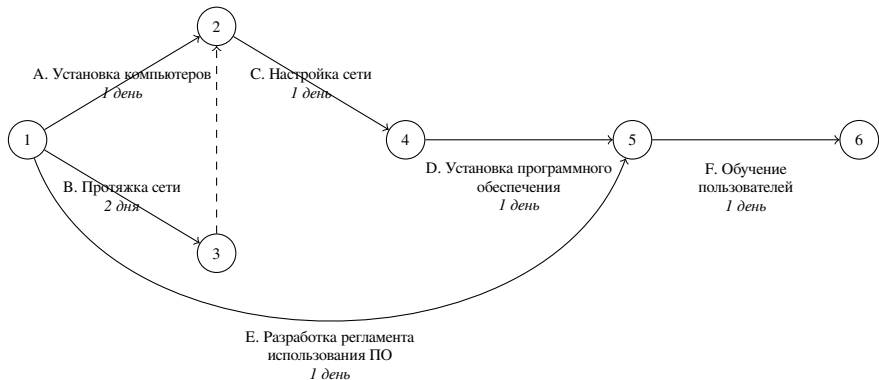 2
A. Установка компьютеров
1 день
C. Настройка сети
1 день
1
4
5
6
D. Установка программного
обеспечения
1 день
F. Обучение
пользователей
1 день
B. Протяжка сети
2 дня
3
E. Разработка регламента
использования ПО
1 день